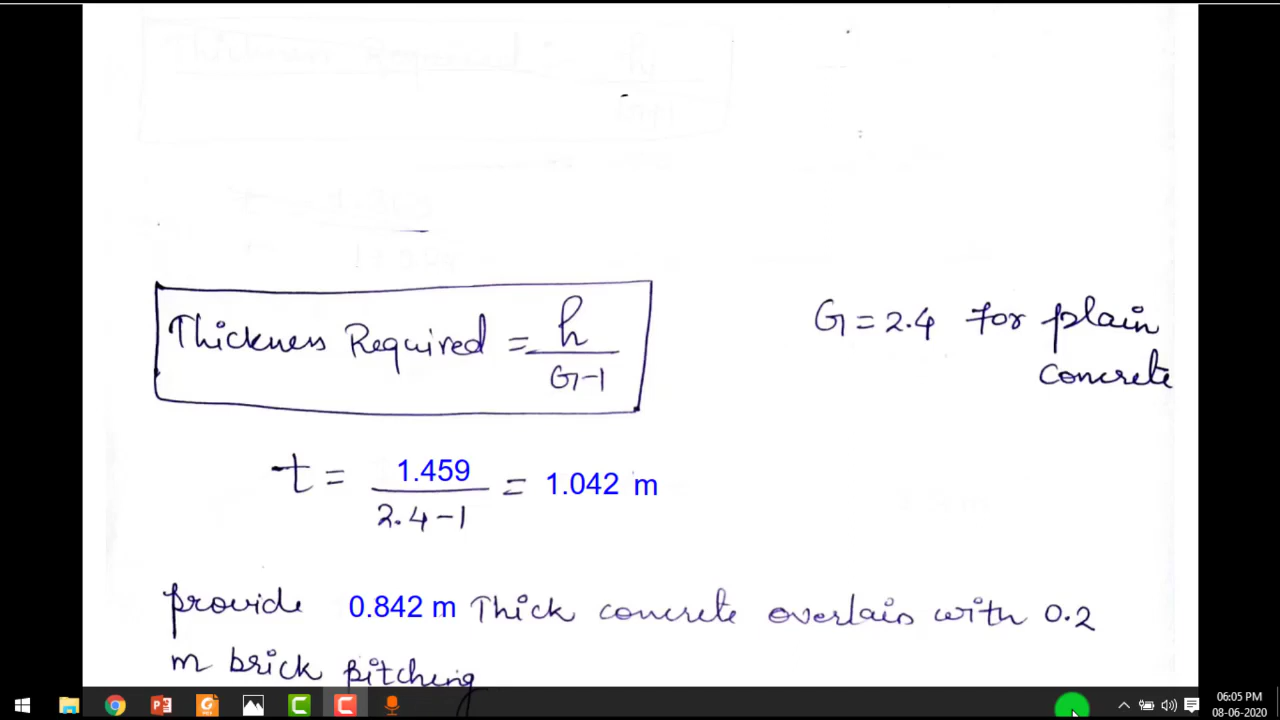 Thickness Required = h
G-1
G = 2.4 for plain
concrete
t = 1.459 = 1.042 m
2.4-1
provide 0.842 m Thick concrete overlain with 0.2
m brick pitching
06:05 PM
08-06-2020